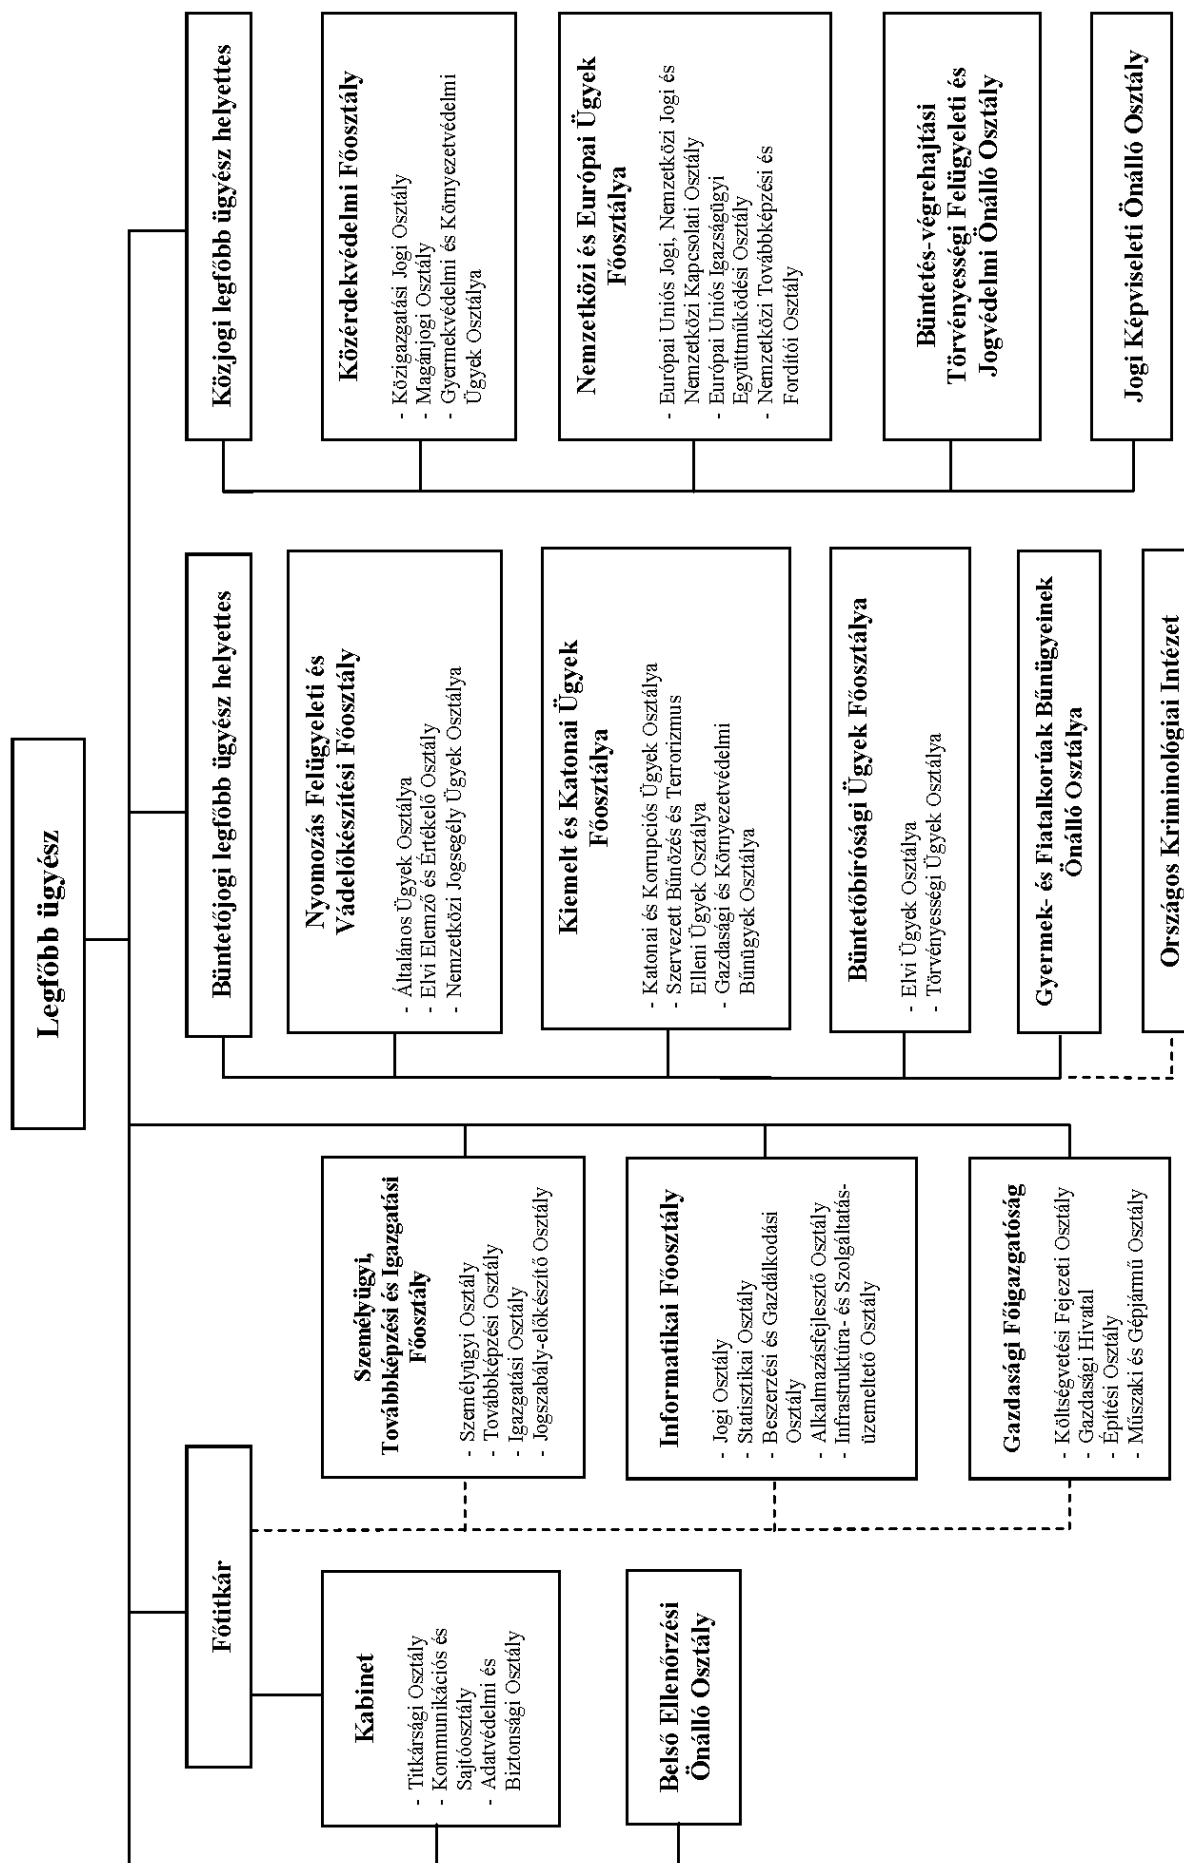 Legfőbb ügyész
Főtitkár
Büntetőjogi legfőbb ügyész helyettes
Közjogi legfőbb ügyész helyettes
Kabinet
- Titkársági Osztály
- Kommunikációs és
Sajtóosztály
- Adatvédelmi és
Biztonsági Osztály
Belső Ellenőrzési
Önálló Osztály
Személyügyi,
Továbbképzési és Igazgatási
Főosztály
- Személyügyi Osztály
- Továbbképzési Osztály
- Igazgatási Osztály
- Jogszabály-előkészítő Osztály
Informatikai Főosztály
- Jogi Osztály
- Statisztikai Osztály
- Beszerzési és Gazdálkodási
Osztály
- Alkalmazásfejlesztő Osztály
- Infrastruktúra- és Szolgáltatás-
üzemeltető Osztály
Gazdasági Főigazgatóság
- Költségvetési Fejezeti Osztály
- Gazdasági Hivatal
- Építési Osztály
- Műszaki és Gépjármű Osztály
Nyomozás Felügyeleti és
Vádelőkészítési Főosztály
- Általános Ügyek Osztálya
- Elvi Elemző és Értékelő Osztály
- Nemzetközi Jogsegély Ügyek Osztálya
Kiemelt és Katonai Ügyek
Főosztálya
- Katonai és Korrupciós Ügyek Osztálya
- Szervezett Bűnözés és Terrorizmus
Elleni Ügyek Osztálya
- Gazdasági és Környezetvédelmi
Bűnügyek Osztálya
Büntetőbírósági Ügyek Főosztálya
- Elvi Ügyek Osztálya
- Törvényességi Ügyek Osztálya
Gyermek- és Fiatalkorúak Bűnügyeinek
Önálló Osztálya
Országos Kriminológiai Intézet
Közérdekvédelmi Főosztály
- Közigazgatási Jogi Osztály
- Magánjogi Osztály
- Gyermekvédelmi és Környezetvédelmi
Ügyek Osztálya
Nemzetközi és Európai Ügyek
Főosztálya
- Európai Uniós Jogi, Nemzetközi Jogi és
Nemzetközi Kapcsolati Osztály
- Európai Uniós Igazságügyi
Együttműködési Osztály
- Nemzetközi Továbbképzési és
Fordítói Osztály
Büntetés-végrehajtási
Törvényességi Felügyeleti és
Jogvédelmi Önálló Osztály
Jogi Képviseleti Önálló Osztály